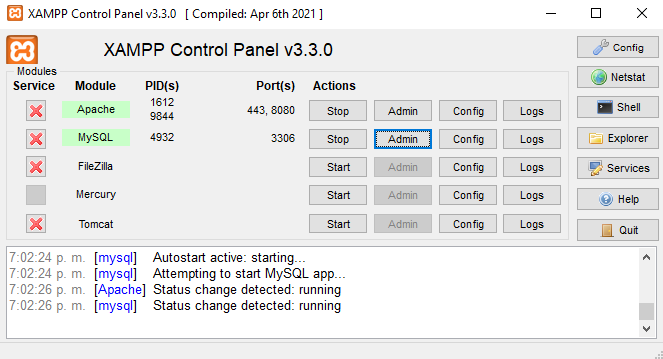 XAMPP Control Panel v3.3.0 [ Compiled: Apr 6th 2021 ]
XAMPP Control Panel v3.3.0
Config
Modules
Service Module PID(s) Port(s) Actions
Netstat
Apache 1612 9844 443, 8080 Stop Admin Config Logs
Shell
MySQL 4932 3306 Stop Admin Config Logs
Explorer
FileZilla Start Admin Config Logs
Services
Mercury Start Admin Config Logs
Help
Tomcat Start Admin Config Logs
Quit
7:02:24 p. m. [mysql] Autostart active: starting...
7:02:24 p. m. [mysql] Attempting to start MySQL app...
7:02:26 p. m. [Apache] Status change detected: running
7:02:26 p. m. [mysql] Status change detected: running